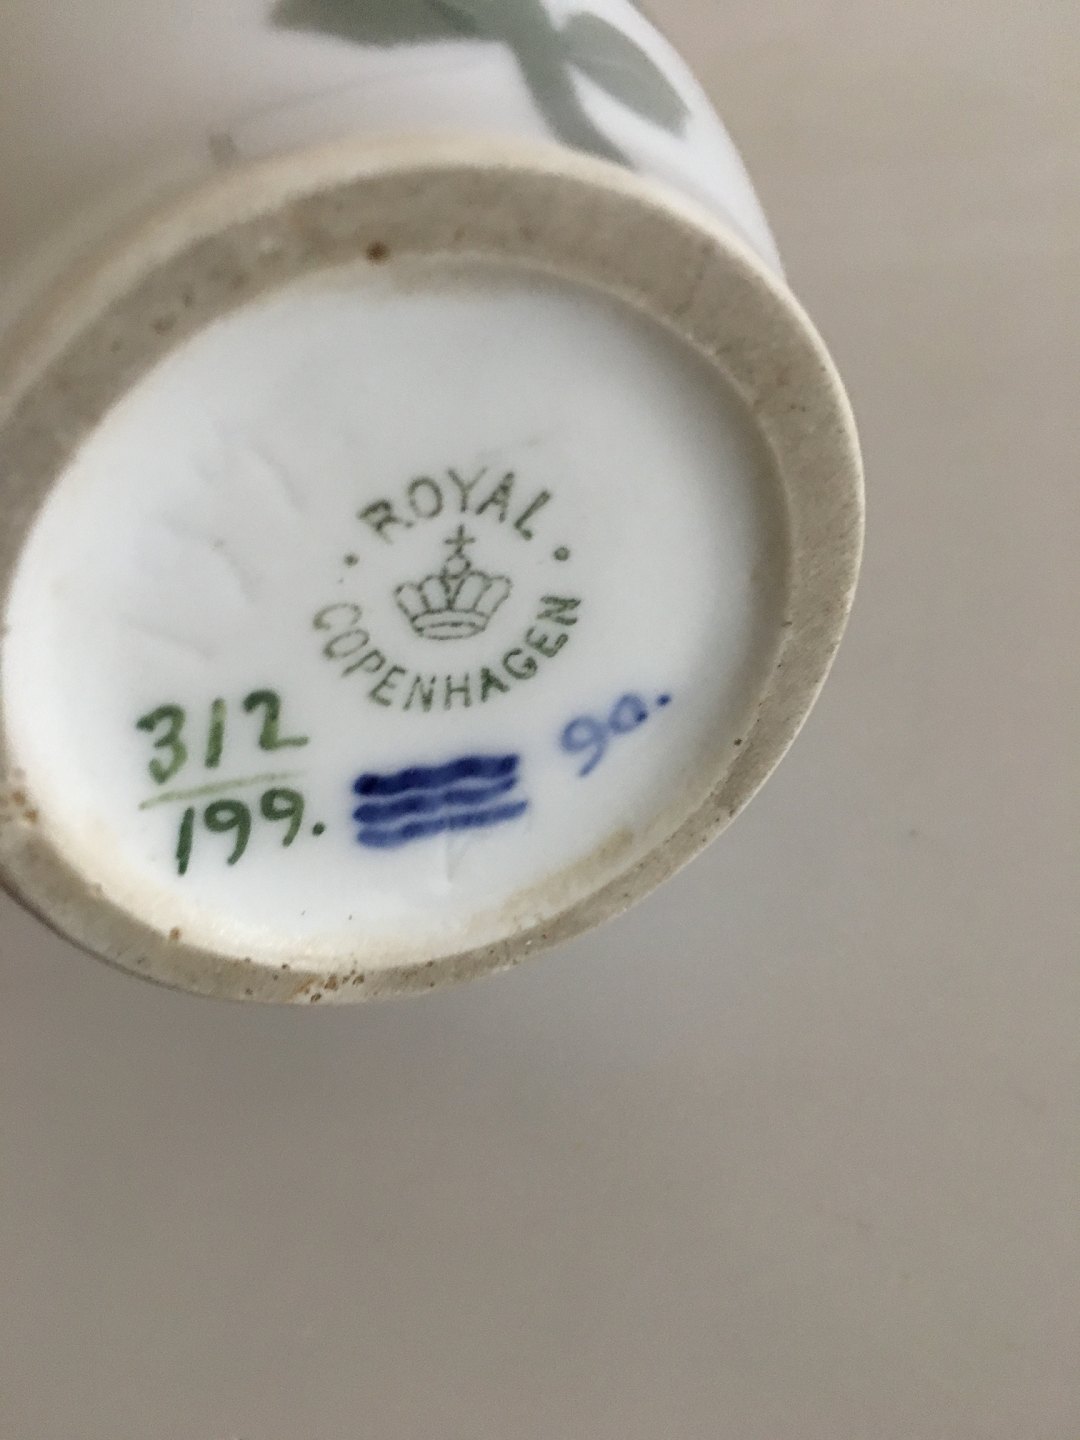 ROYAL
COPENHAGEN
312
199.
90.